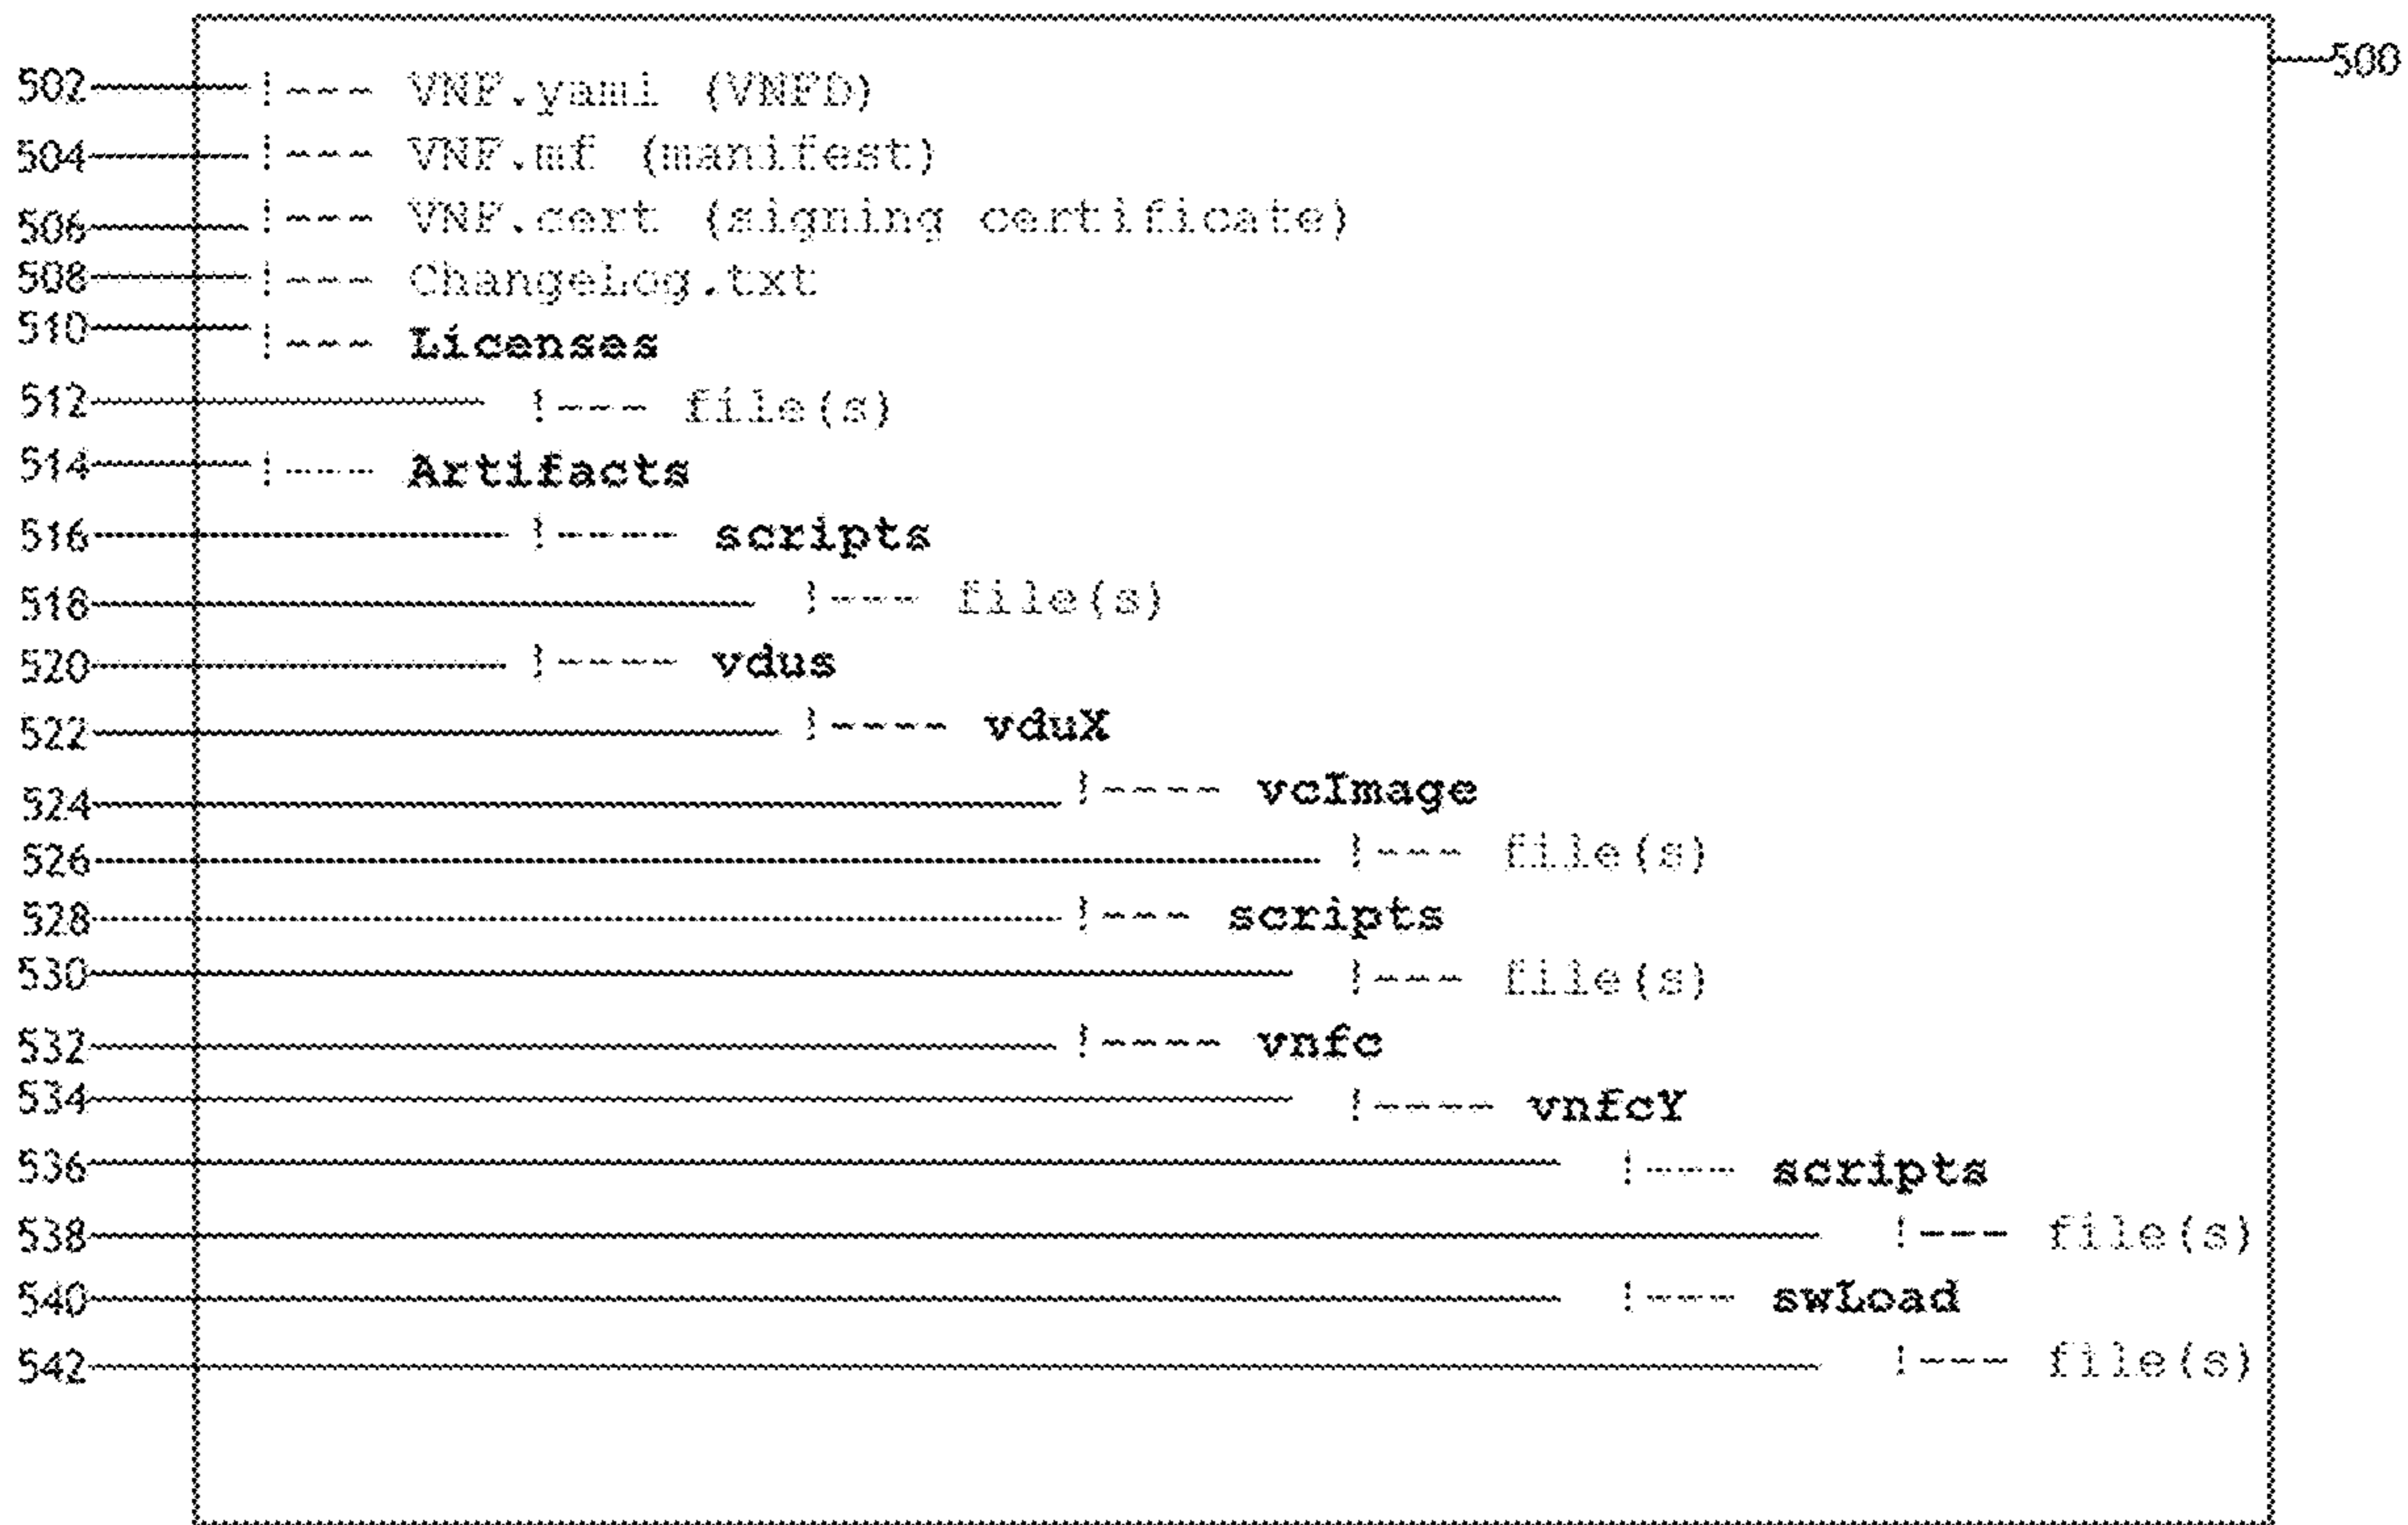 500
502 |--- VNF.yaml (VNFD)
504 |--- VNF.mf (manifest)
506 |--- VNF.cert (signing certificate)
508 |--- ChangeLog.txt
510 |--- Licenses
512 |--- file(s)
514 |---- Artifacts
516 |---- scripts
518 |--- file(s)
520 |---- vdus
522 |---- vduX
524 |---- vcImage
526 |--- file(s)
528 |--- scripts
530 |--- file(s)
532 |---- vnfc
534 |---- vnfcY
536 |---- scripts
538 |--- file(s)
540 |---- swLoad
542 |--- file(s)